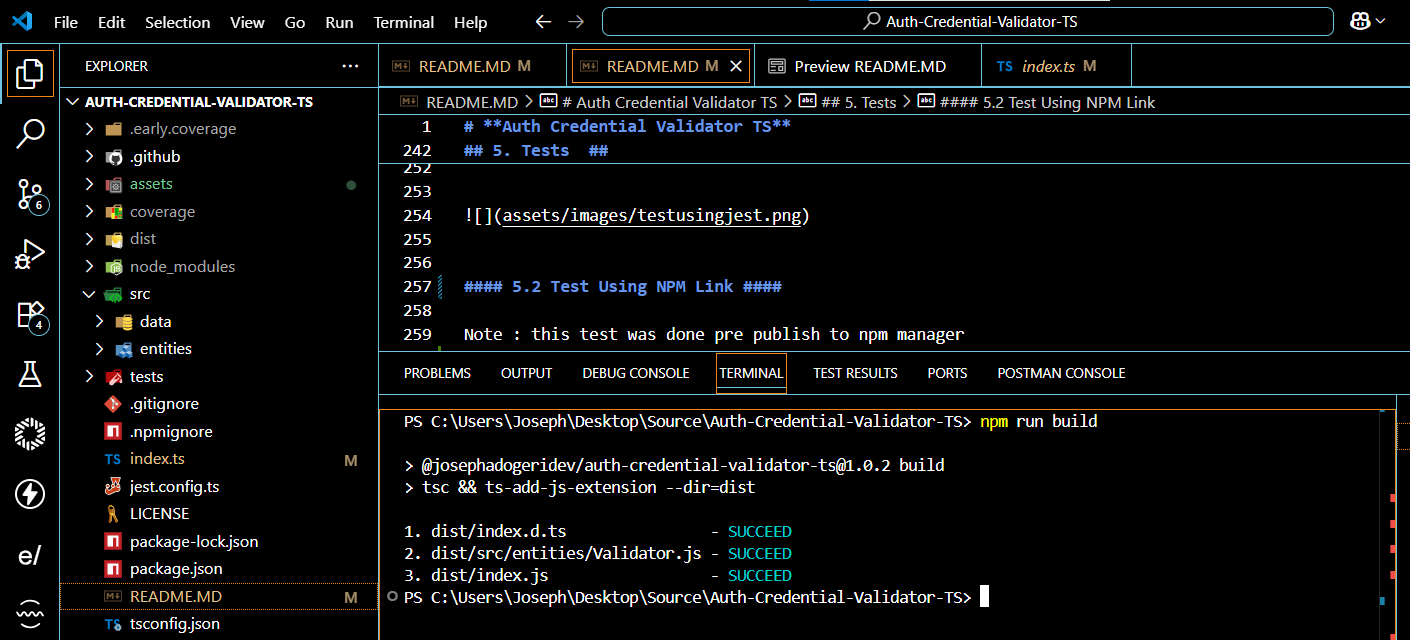 File Edit Selection View Go Run Terminal Help
Auth-Credential-Validator-TS
EXPLORER
AUTH-CREDENTIAL-VALIDATOR-TS
.early.coverage
.github
assets
coverage
dist
node_modules
src
data
entities
tests
.gitignore
.npmignore
TS index.ts M
jest.config.ts
LICENSE
package-lock.json
package.json
README.MD M
TS tsconfig.json
6
4
e/
README.MD M
README.MD M
Preview README.MD
TS index.ts M
README.MD > # Auth Credential Validator TS > ## 5. Tests > #### 5.2 Test Using NPM Link
1 # **Auth Credential Validator TS**
242 ## 5. Tests ##
252
253
254 ![](assets/images/testusingjest.png)
255
256
257 #### 5.2 Test Using NPM Link ####
258
259 Note : this test was done pre publish to npm manager
PROBLEMS OUTPUT DEBUG CONSOLE TERMINAL TEST RESULTS PORTS POSTMAN CONSOLE
PS C:\Users\Joseph\Desktop\Source\Auth-Credential-Validator-TS> npm run build
> @josephadogeridev/auth-credential-validator-ts@1.0.2 build
> tsc && ts-add-js-extension --dir=dist
1. dist/index.d.ts - SUCCEED
2. dist/src/entities/Validator.js - SUCCEED
3. dist/index.js - SUCCEED
PS C:\Users\Joseph\Desktop\Source\Auth-Credential-Validator-TS>